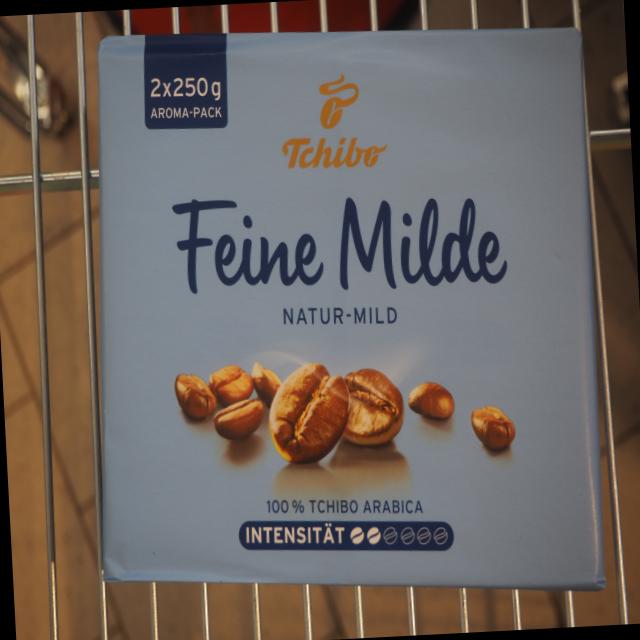 2x250g
AROMA-PACK
Tchibo
Feine Milde
NATUR-MILD
100 % TCHIBO ARABICA
INTENSITÄT